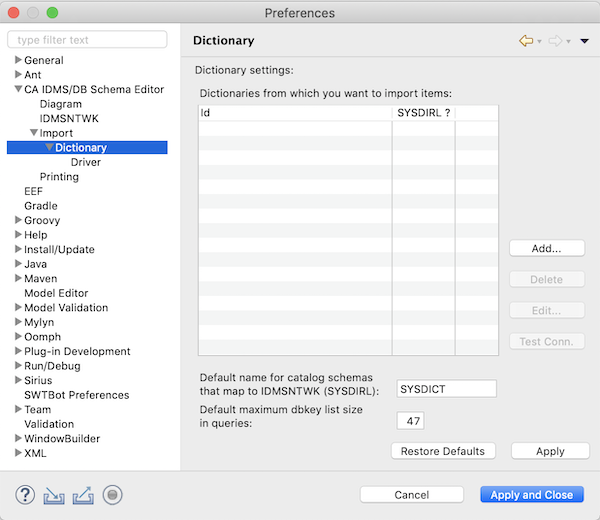 Preferences
type filter text
General
Ant
CA IDMS/DB Schema Editor
Diagram
IDMSNTWK
Import
Dictionary
Driver
Printing
EEF
Gradle
Groovy
Help
Install/Update
Java
Maven
Model Editor
Model Validation
Mylyn
Oomph
Plug-in Development
Run/Debug
Sirius
SWTBot Preferences
Team
Validation
WindowBuilder
XML
Dictionary
Dictionary settings:
Dictionaries from which you want to import items:
Id SYSDIRL ?
Add...
Delete
Edit...
Test Conn.
Default name for catalog schemas
that map to IDMSNTWK (SYSDIRL): SYSDICT
Default maximum dbkey list size
in queries: 47
Restore Defaults Apply
? Cancel Apply and Close